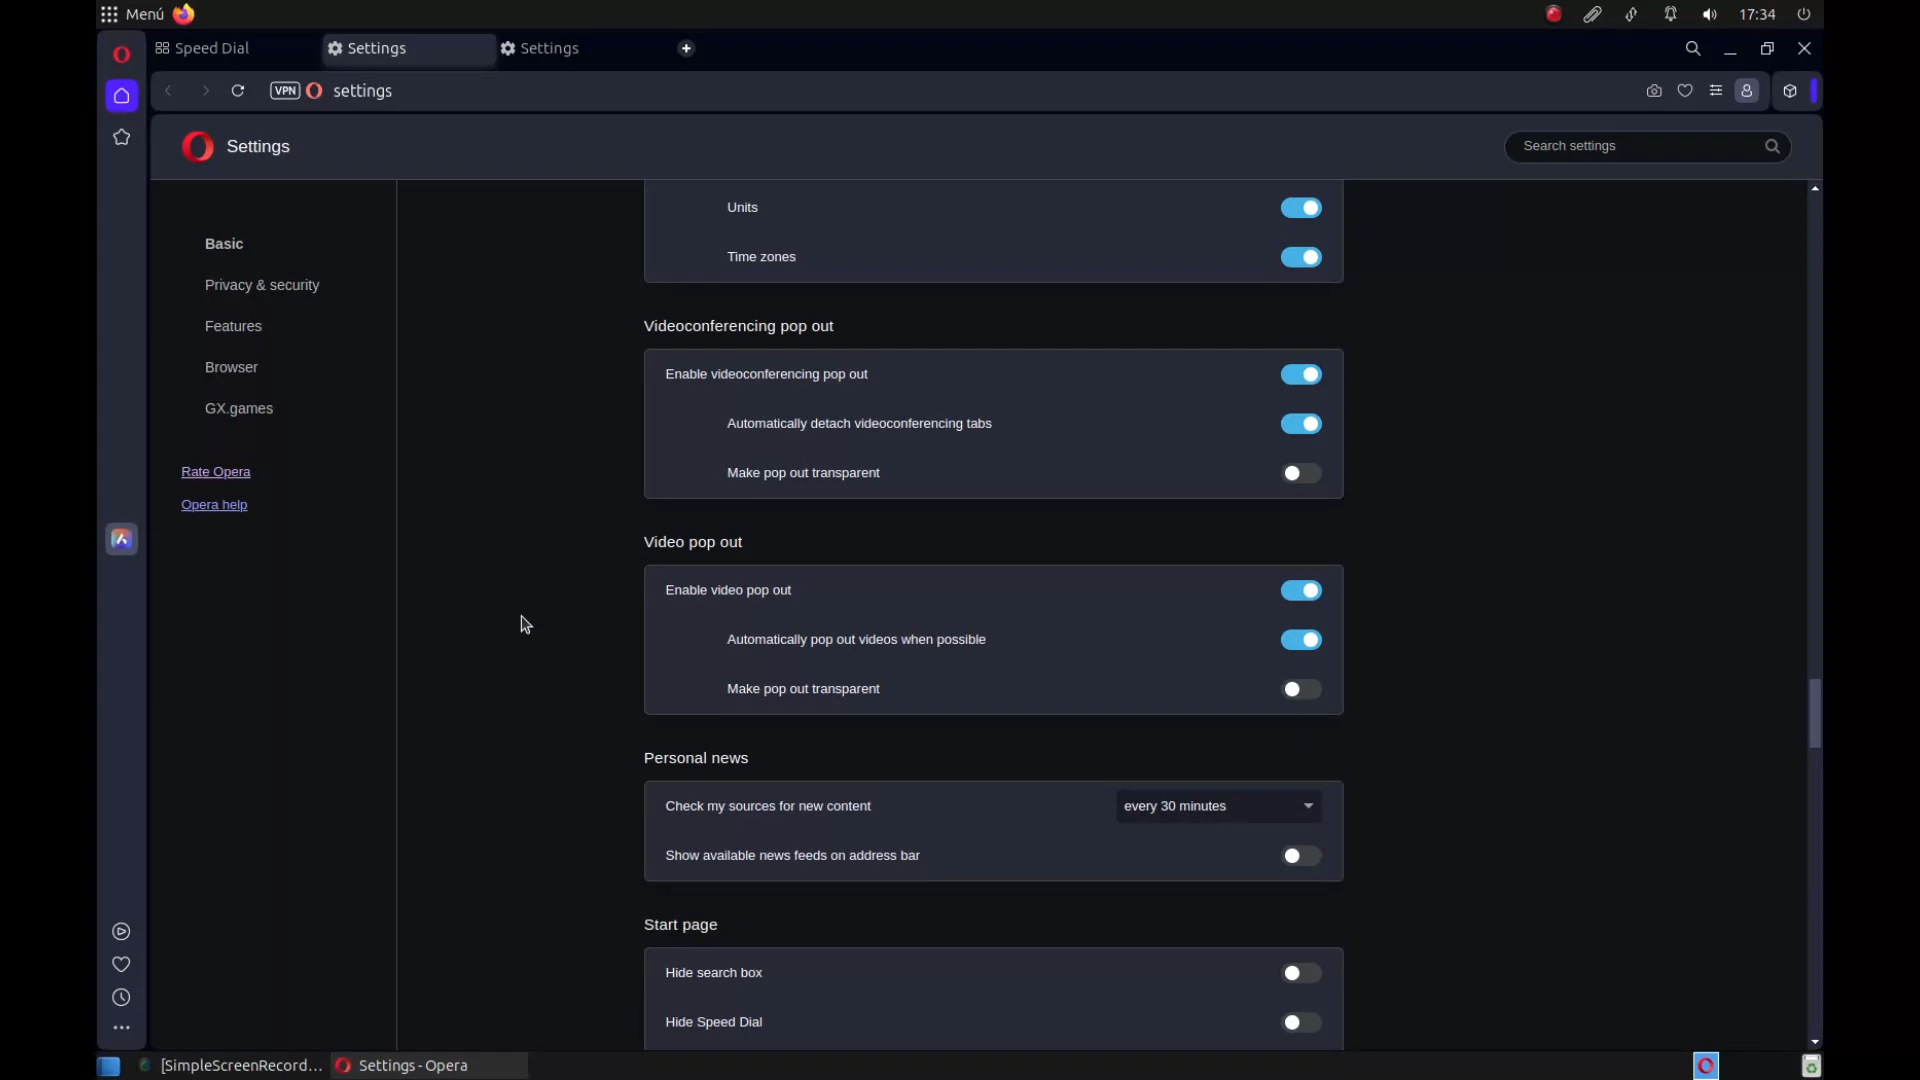 Menú
17:34
Speed Dial
Settings
Settings
VPN
settings
Settings
Search settings
Basic
Privacy & security
Features
Browser
GX.games
Rate Opera
Opera help
Units
Time zones
Videoconferencing pop out
Enable videoconferencing pop out
Automatically detach videoconferencing tabs
Make pop out transparent
Video pop out
Enable video pop out
Automatically pop out videos when possible
Make pop out transparent
Personal news
Check my sources for new content
every 30 minutes
Show available news feeds on address bar
Start page
Hide search box
Hide Speed Dial
[SimpleScreenRecord...
Settings - Opera